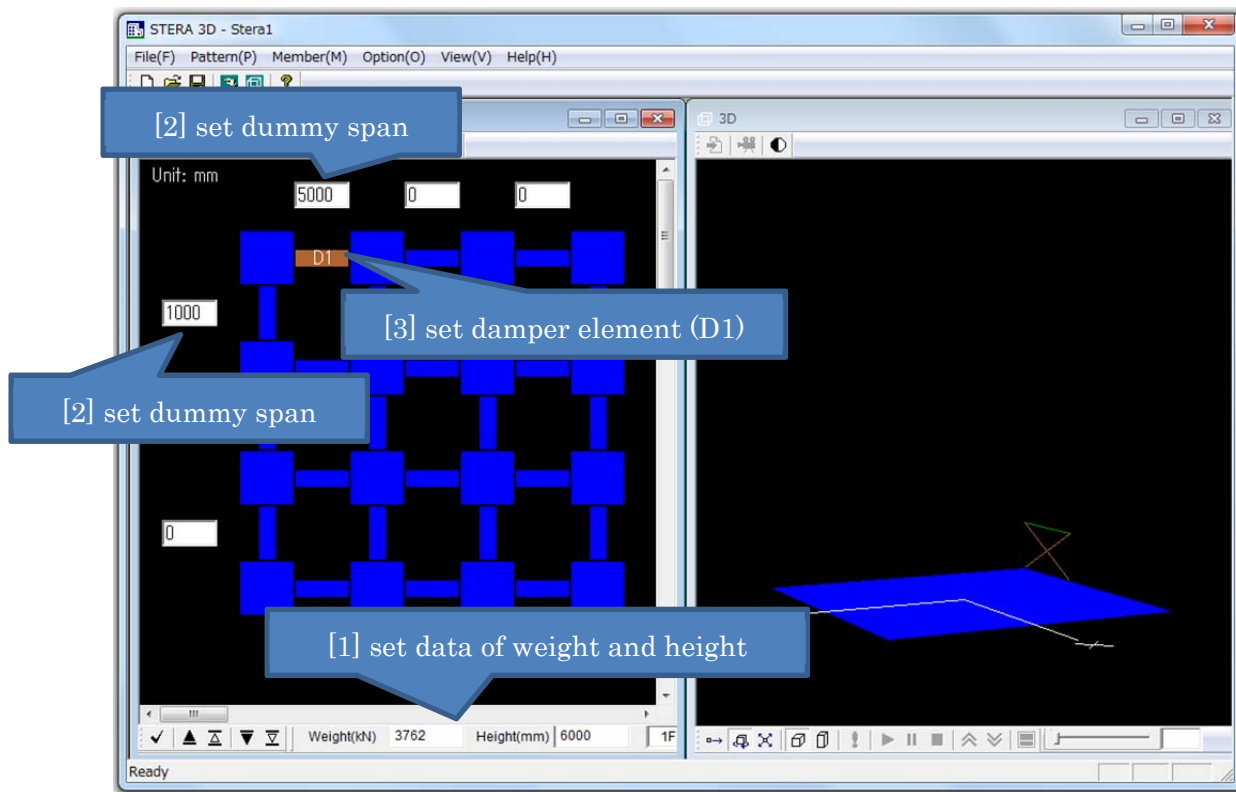 STERA 3D - Stera1
File(F) Pattern(P) Member(M) Option(O) View(V) Help(H)
[2] set dummy span
3D
Unit: mm
5000 0 0
D1
1000
[3] set damper element (D1)
[2] set dummy span
0
[1] set data of weight and height
Weight(kN) 3762 Height(mm) 6000 1F
Ready